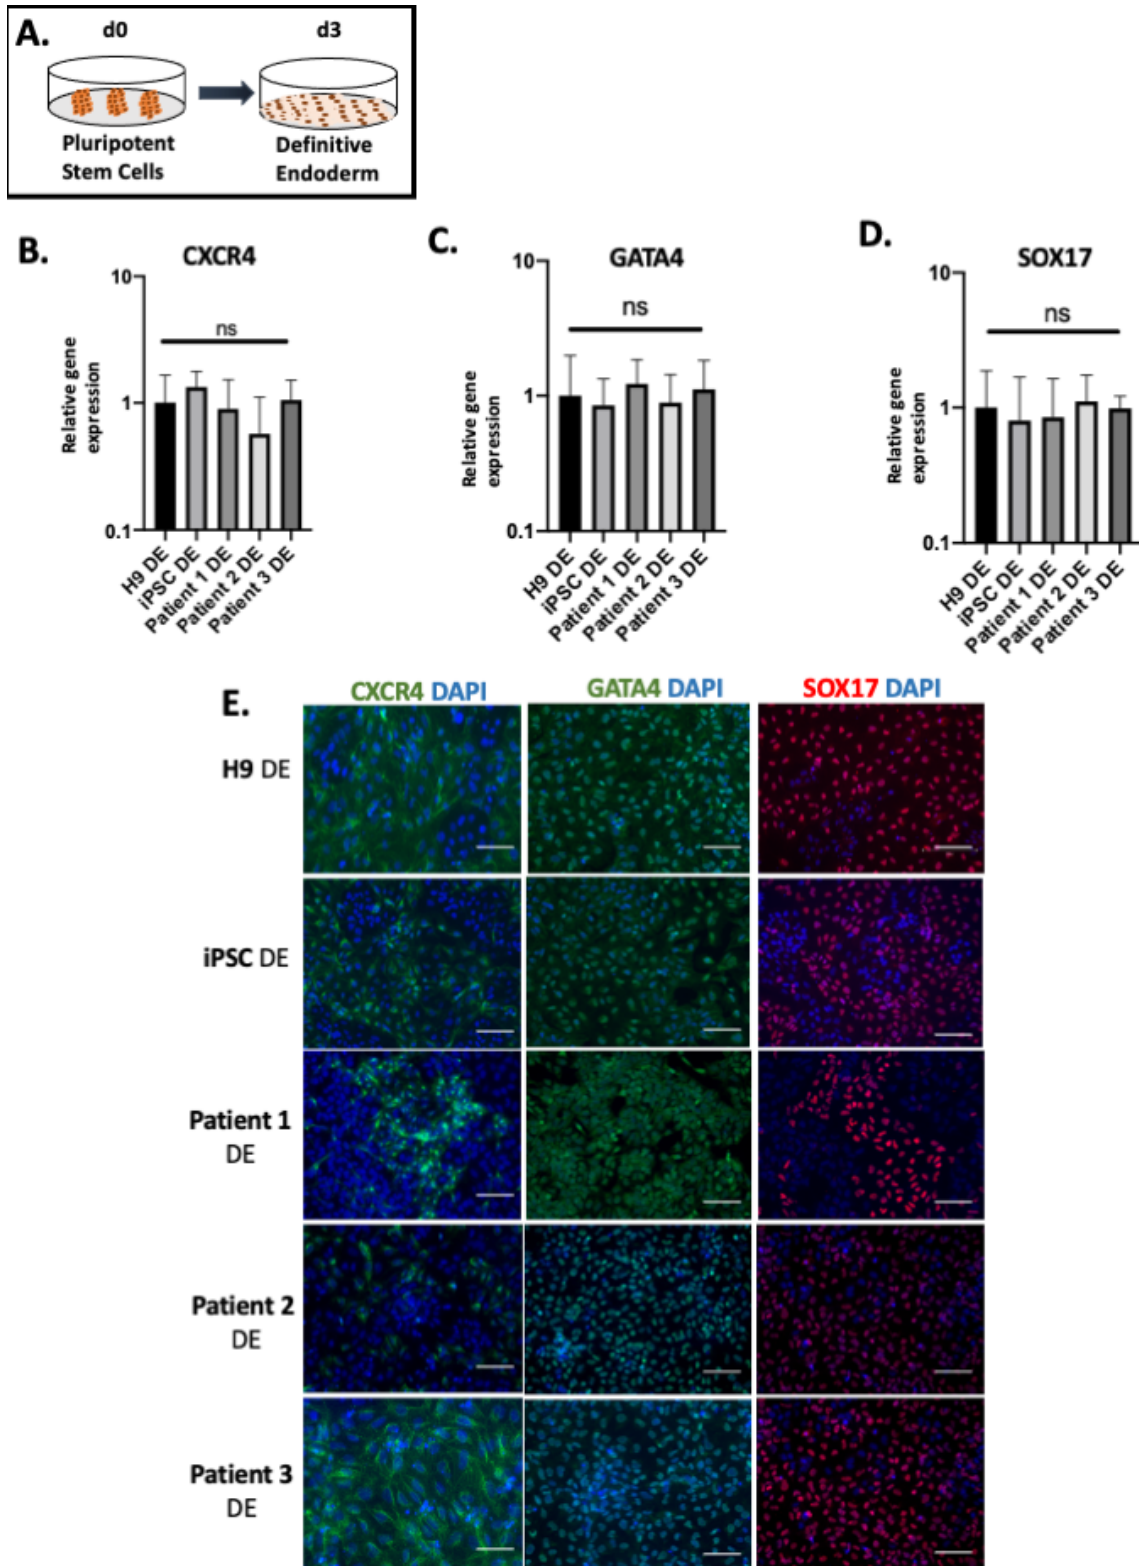 A.
d0
d3
Pluripotent
Stem Cells
Definitive
Endoderm
B.
CXCR4
10
1
0.1
Relative gene
expression
ns
H9 DE
iPSC DE
Patient 1 DE
Patient 2 DE
Patient 3 DE
C.
GATA4
10
1
0.1
Relative gene
expression
ns
H9 DE
iPSC DE
Patient 1 DE
Patient 2 DE
Patient 3 DE
D.
SOX17
10
1
0.1
Relative gene
expression
ns
H9 DE
iPSC DE
Patient 1 DE
Patient 2 DE
Patient 3 DE
E.
CXCR4 DAPI
GATA4 DAPI
SOX17 DAPI
H9 DE
iPSC DE
Patient 1
DE
Patient 2
DE
Patient 3
DE